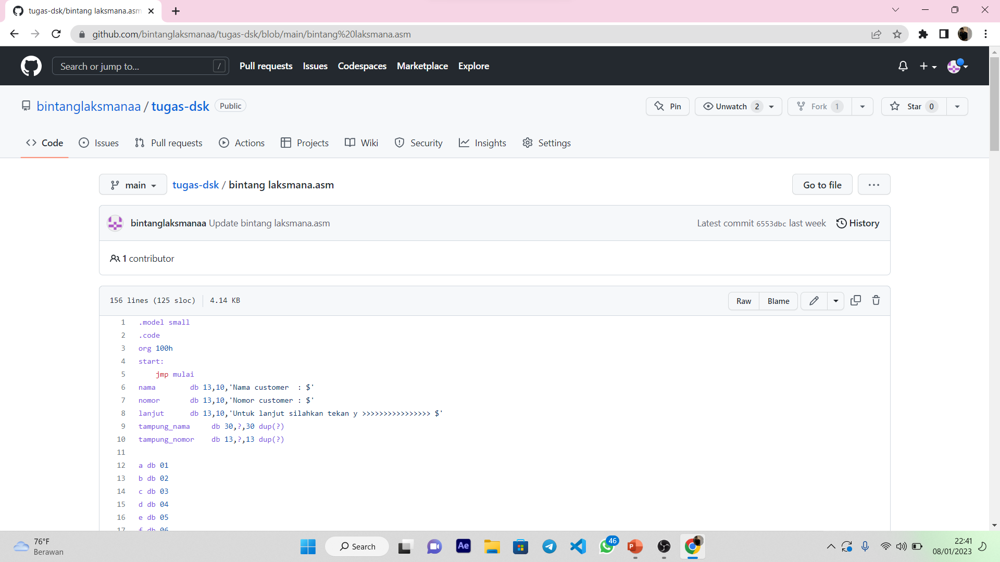 tugas-dsk/bintang laksmana.asm
github.com/bintanglaksmanaa/tugas-dsk/blob/main/bintang%20laksmana.asm
Search or jump to... / Pull requests Issues Codespaces Marketplace Explore
bintanglaksmanaa / tugas-dsk Public Pin Unwatch 2 Fork 1 Star 0
Code Issues Pull requests Actions Projects Wiki Security Insights Settings
main tugas-dsk / bintang laksmana.asm Go to file ...
bintanglaksmanaa Update bintang laksmana.asm Latest commit 6553dbc last week History
1 contributor
156 lines (125 sloc) 4.14 KB Raw Blame
1 .model small
2 .code
3 org 100h
4 start:
5 jmp mulai
6 nama db 13,10,'Nama customer : $'
7 nomor db 13,10,'Nomor customer : $'
8 lanjut db 13,10,'Untuk lanjut silahkan tekan y >>>>>>>>>>>>>>>> $'
9 tampung_nama db 30,?,30 dup(?)
10 tampung_nomor db 13,?,13 dup(?)
11
12 a db 01
13 b db 02
14 c db 03
15 d db 04
16 e db 05
17 f db 06
76°F
Berawan
Search
Ae
46
22:41
08/01/2023